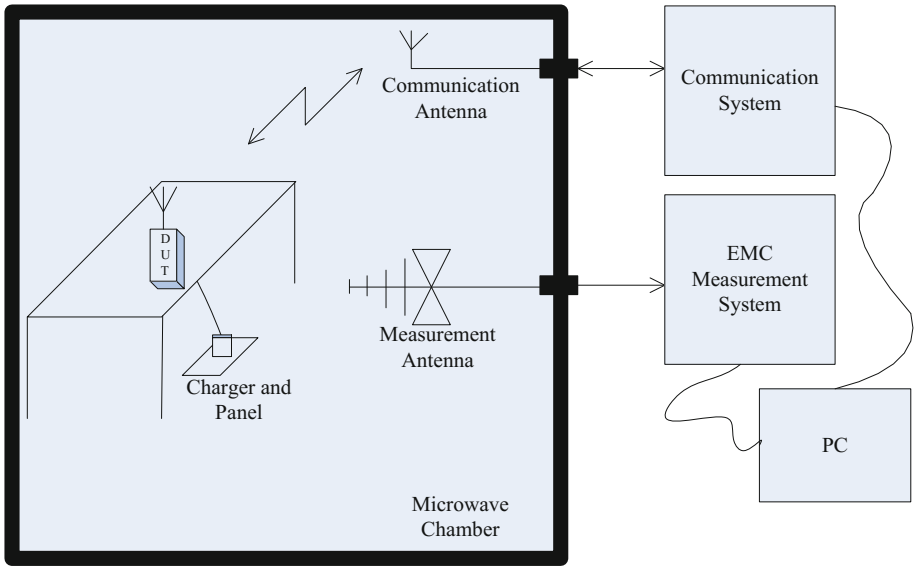 Communication
Antenna
Communication
System
D
U
T
EMC
Measurement
System
Measurement
Antenna
Charger and
Panel
PC
Microwave
Chamber